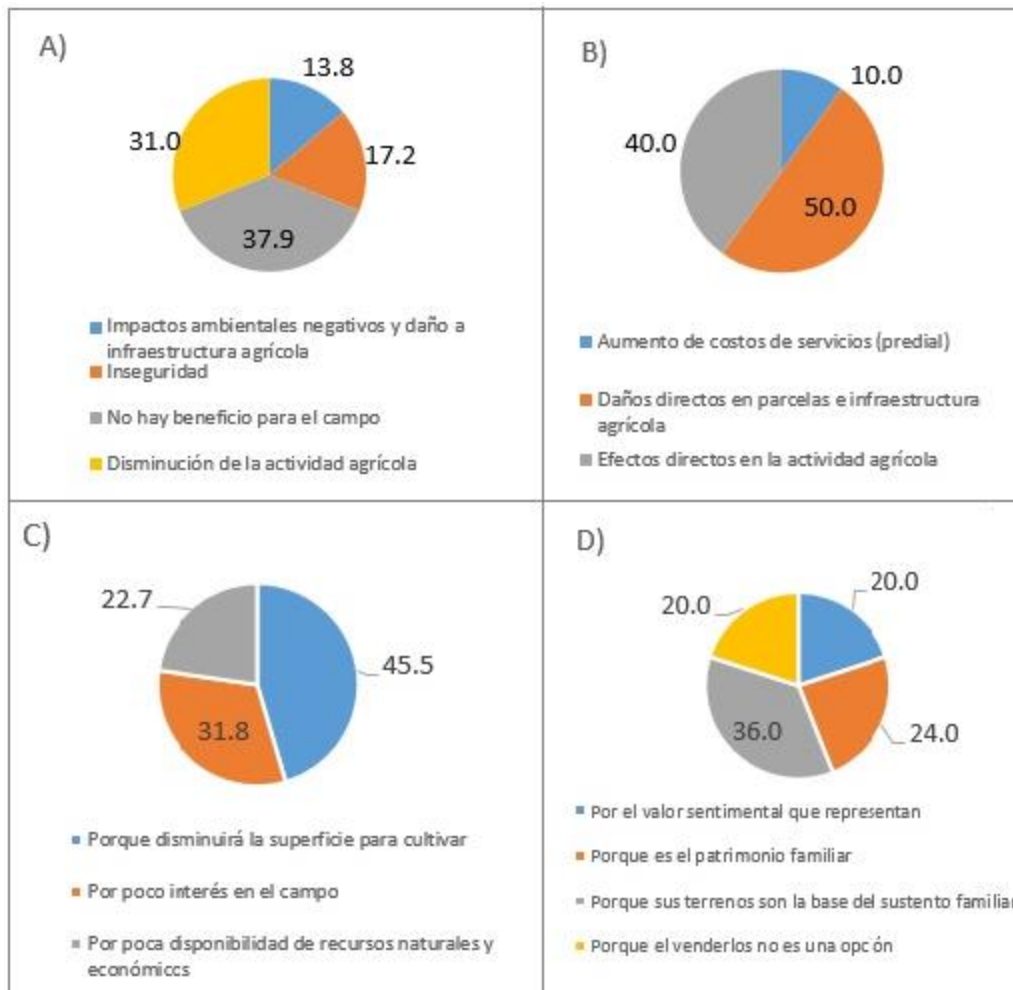 A)
13.8
31.0
17.2
37.9
Impactos ambientales negativos y daño a
infraestructura agrícola
Inseguridad
No hay beneficio para el campo
Disminución de la actividad agrícola
B)
10.0
40.0
50.0
Aumento de costos de servicios (predial)
Daños directos en parcelas e infraestructura
agrícola
Efectos directos en la actividad agrícola
C)
22.7
45.5
31.8
Porque disminuirá la superficie para cultivar
Por poco interés en el campo
Por poca disponibilidad de recursos naturales y
económiccs
D)
20.0
20.0
36.0
24.0
Por el valor sentimental que representan
Porque es el patrimonio familiar
Porque sus terrenos son la base del sustento familiar
Porque el venderlos no es una opcón